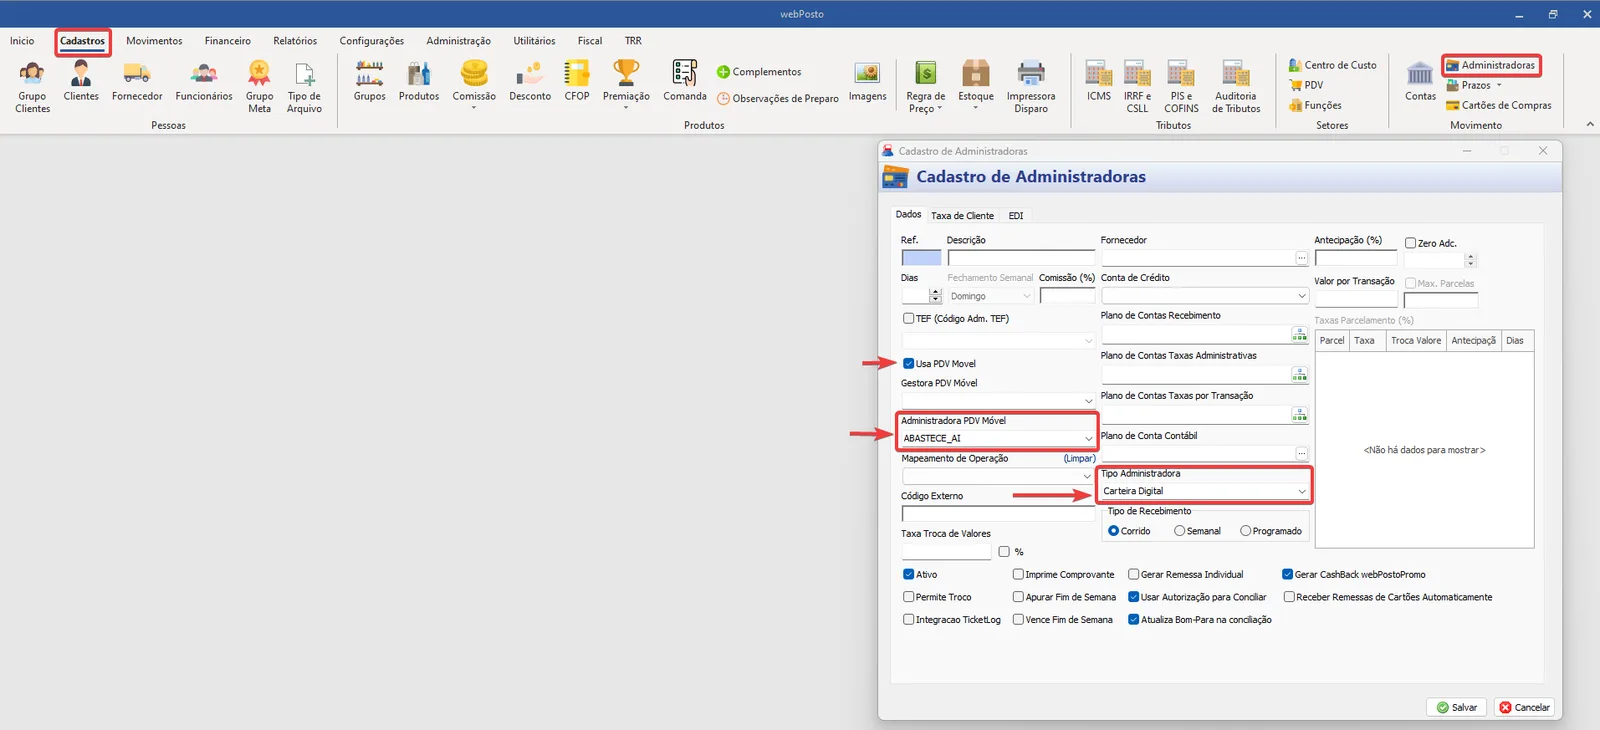 webPosto
Inicio Cadastros Movimentos Financeiro Relatórios Configurações Administração Utilitários Fiscal TRR
Grupo Clientes
Clientes
Fornecedor
Funcionários
Grupo Meta
Tipo de Arquivo
Pessoas
Grupos
Produtos
Comissão
Desconto
CFOP
Premiação
Comanda
Complementos
Observações de Preparo
Imagens
Regra de Preço
Estoque
Impressora Disparo
Produtos
ICMS
IRRF e CSLL
PIS e COFINS
Auditoria de Tributos
Tributos
Centro de Custo
PDV
Funções
Setores
Contas
Administradoras
Prazos
Cartões de Compras
Movimento
Cadastro de Administradoras
Cadastro de Administradoras
Dados Taxa de Cliente EDI
Ref. Descrição Fornecedor Antecipação (%) Zero Adc.
Dias Fechamento Semanal Comissão (%) Conta de Crédito Valor por Transação Max. Parcelas
Domingo
TEF (Código Adm. TEF) Plano de Contas Recebimento Taxas Parcelamento (%)
Parcel Taxa Troca Valore Antecipaçã Dias
Usa PDV Movel Plano de Contas Taxas Administrativas
Gestora PDV Móvel Plano de Contas Taxas por Transação
Administradora PDV Móvel
ABASTECE_AI Plano de Conta Contábil
<Não há dados para mostrar>
Mapeamento de Operação (Limpar) Tipo Administradora
Carteira Digital
Código Externo Tipo de Recebimento
Corrido Semanal Programado
Taxa Troca de Valores
%
Ativo Imprime Comprovante Gerar Remessa Individual Gerar CashBack webPostoPromo
Permite Troco Apurar Fim de Semana Usar Autorização para Conciliar Receber Remessas de Cartões Automaticamente
Integracao TicketLog Vence Fim de Semana Atualiza Bom-Para na conciliação
Salvar Cancelar